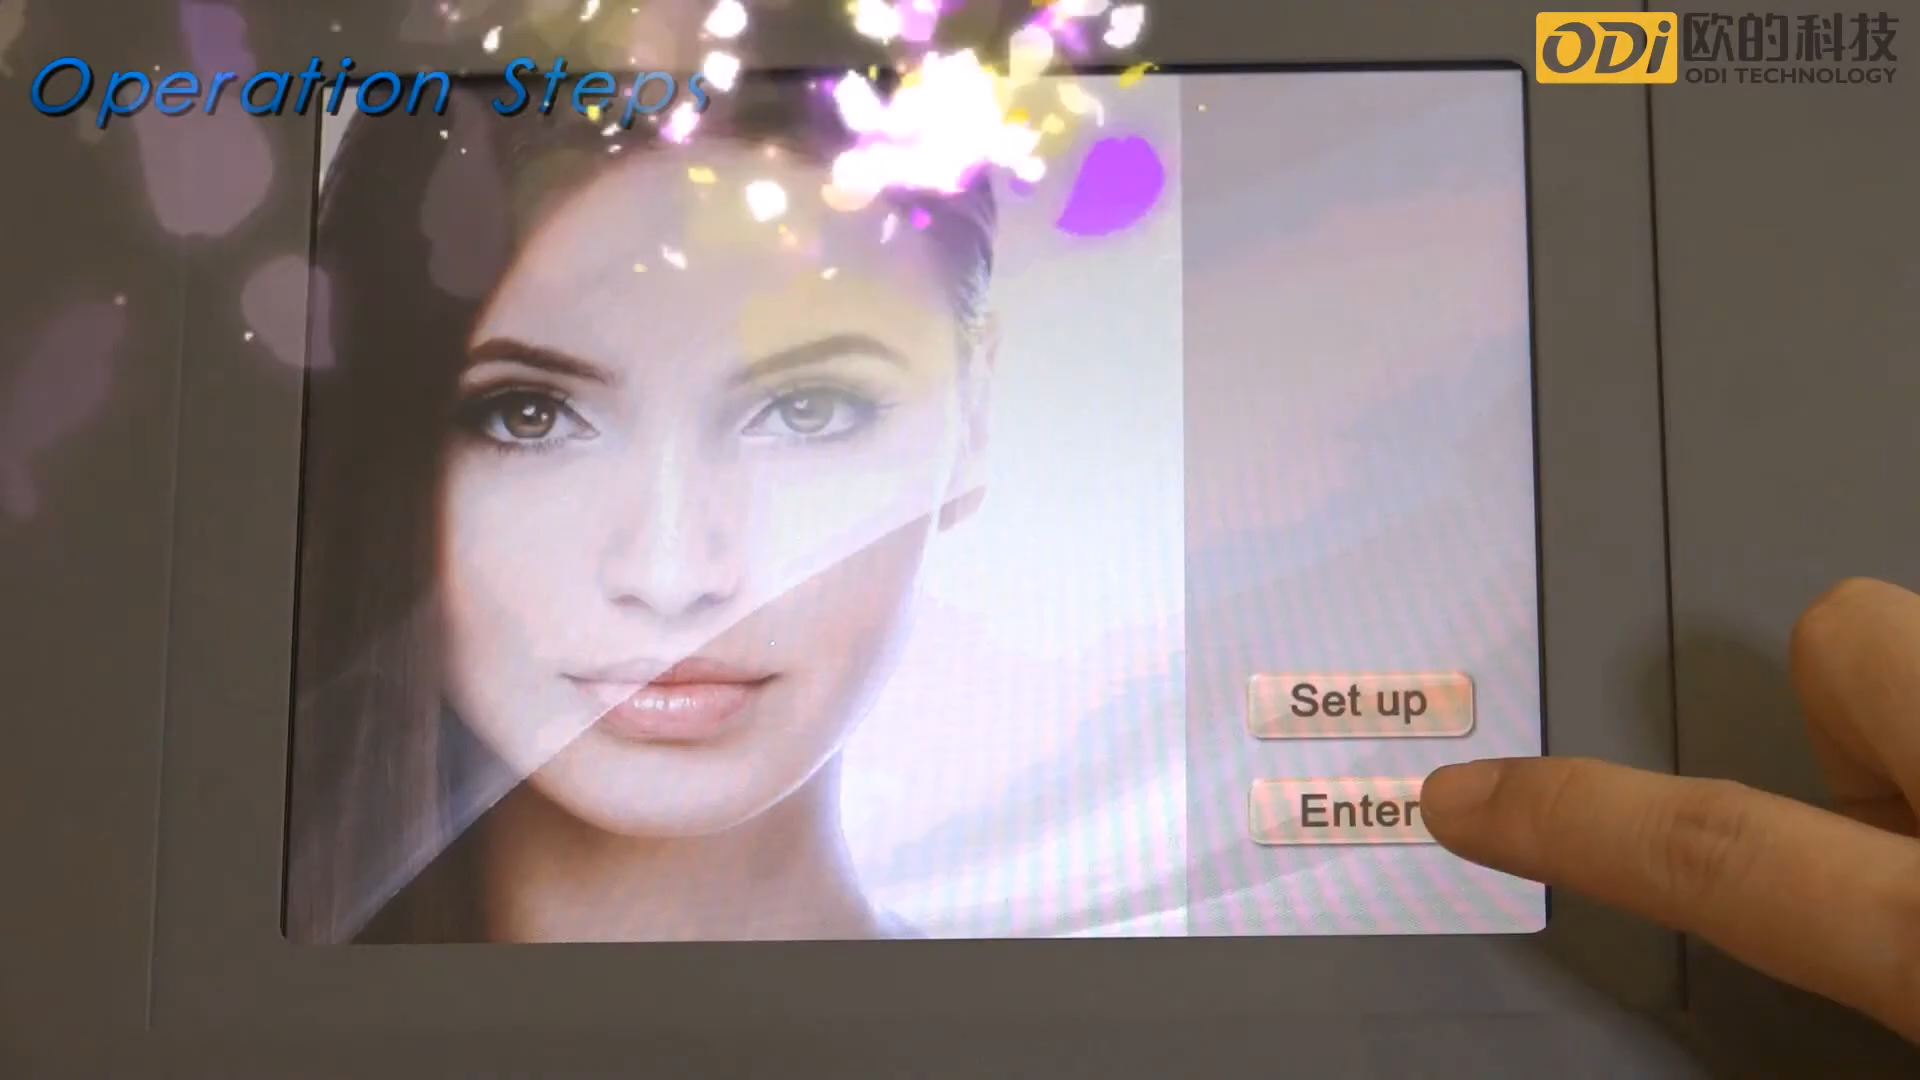 Operation Steps
ODi 欧的科技
ODI TECHNOLOGY
Set up
Enter